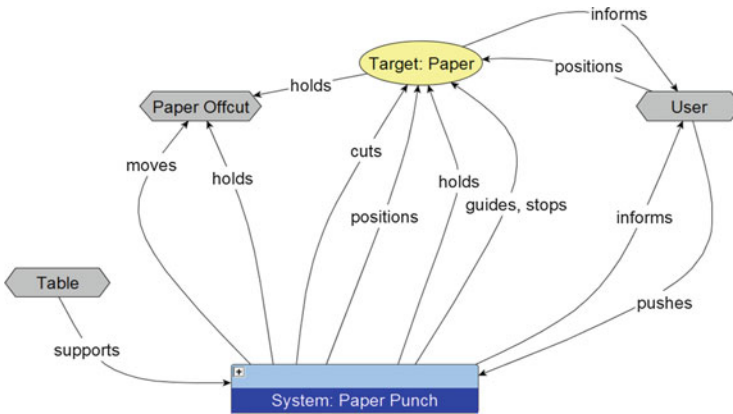 informs
Target: Paper
positions
holds
Paper Offcut
User
moves
holds
cuts
positions
holds
guides, stops
informs
Table
pushes
supports
System: Paper Punch